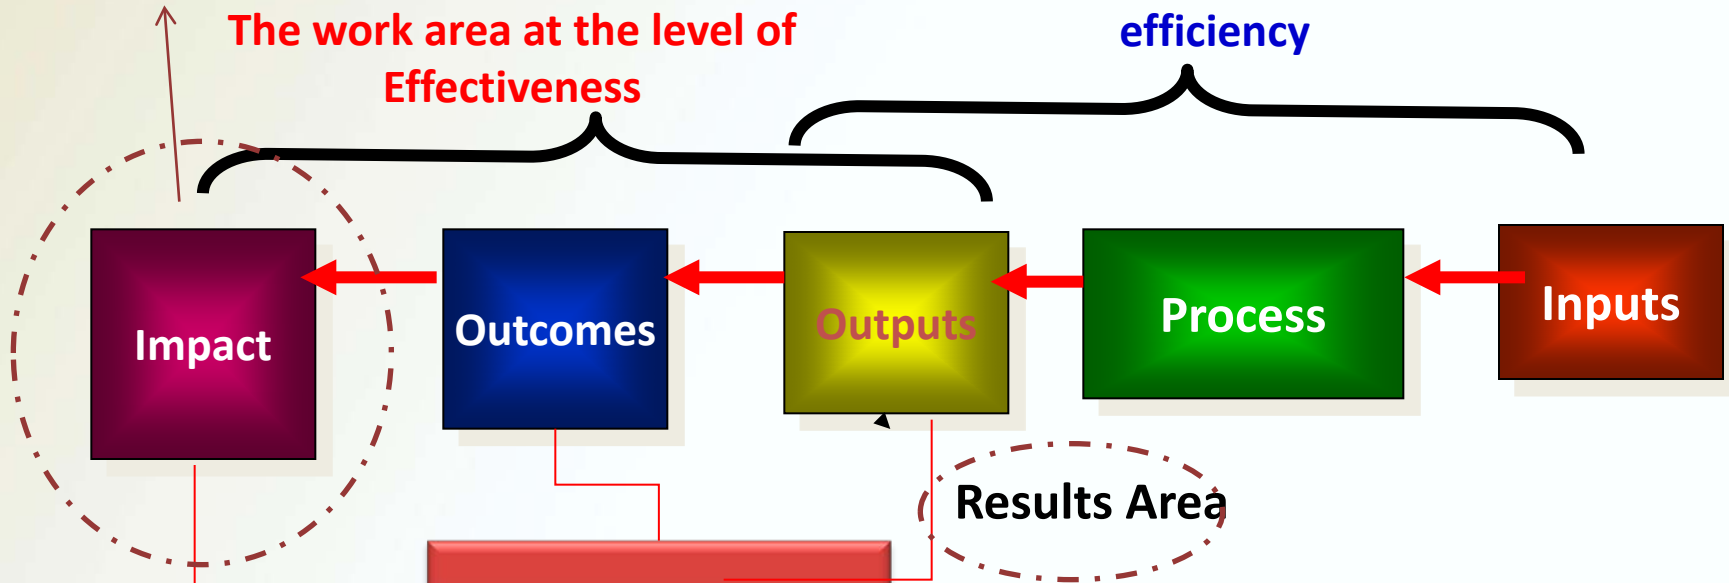 The work area at the level of
Effectiveness
efficiency
Impact
Outcomes
Outputs
Process
Inputs
Results Area